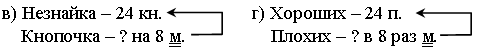 в) Незнайка – 24 кн.
Кнопочка – ? на 8 м.
г) Хороших – 24 п.
Плохих – ? в 8 раз м.